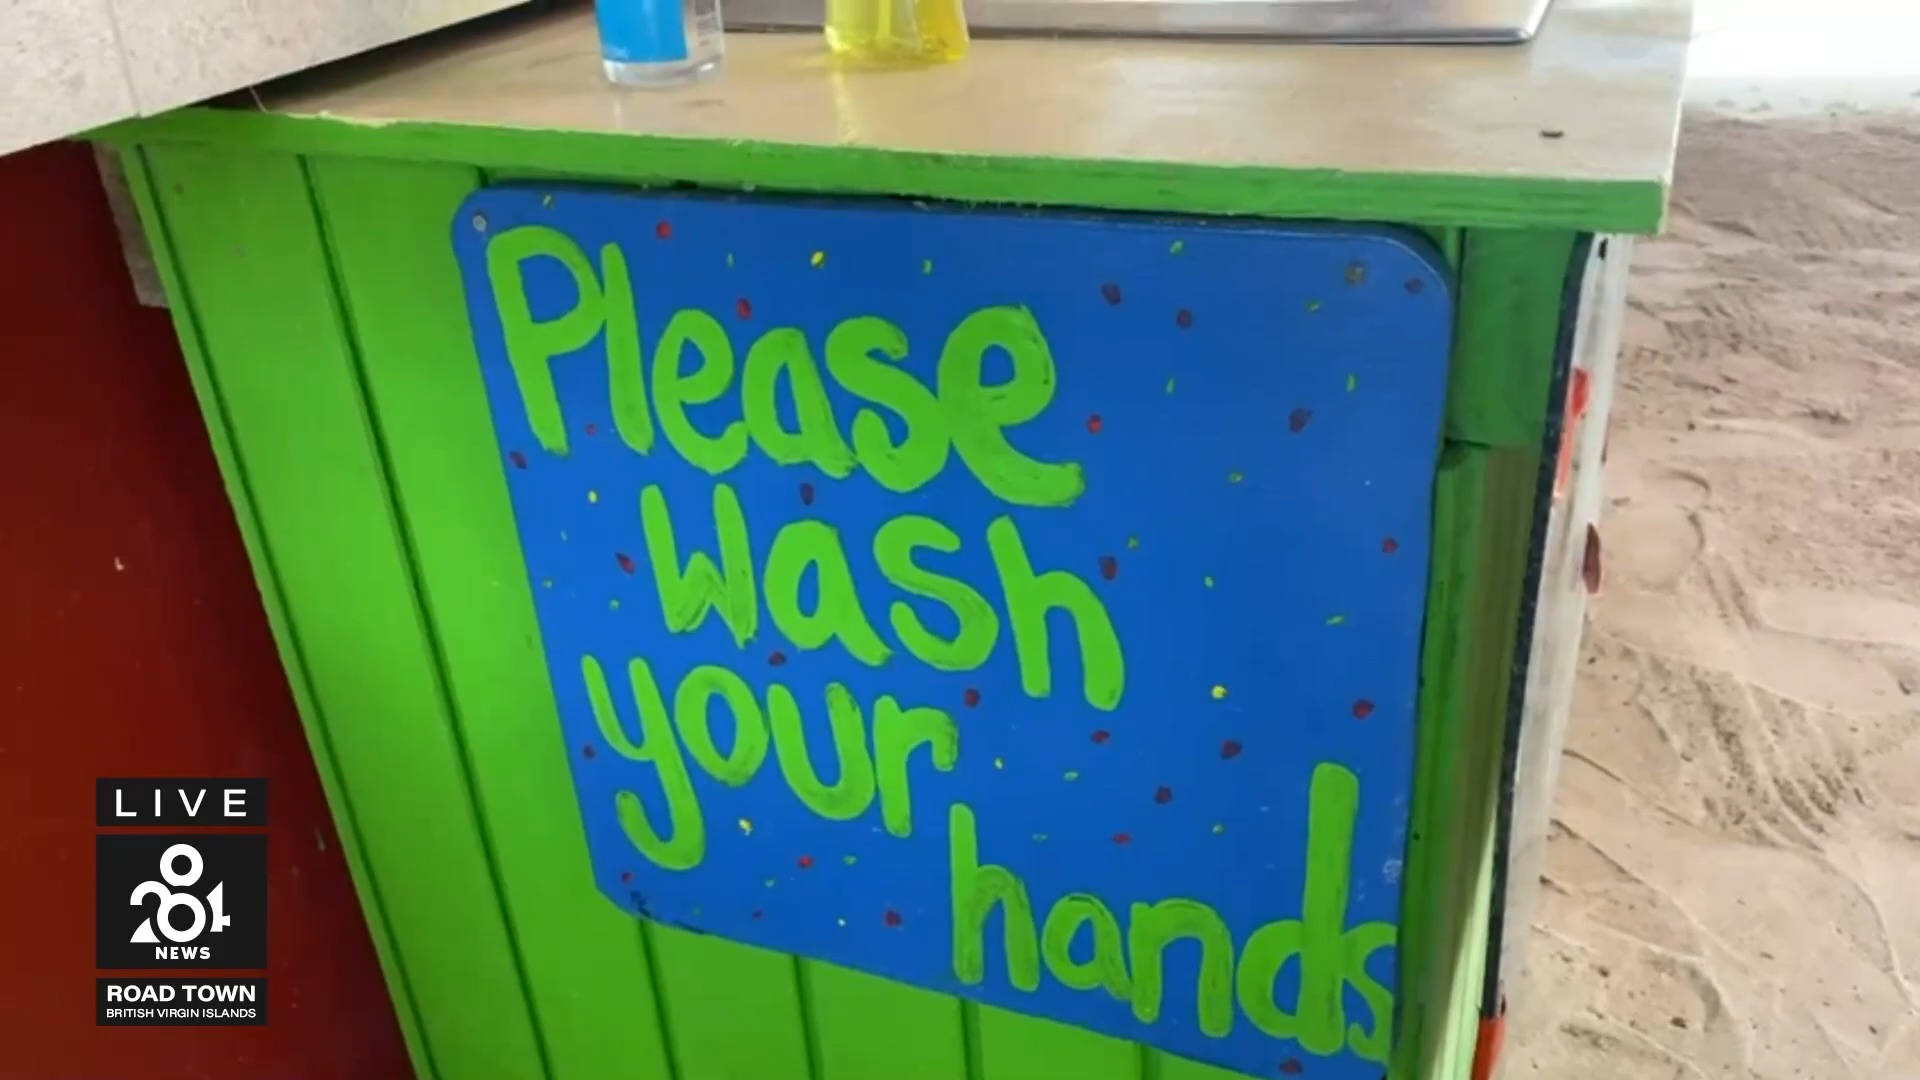 Please
Wash
your
hands
LIVE
284
NEWS
ROAD TOWN
BRITISH VIRGIN ISLANDS